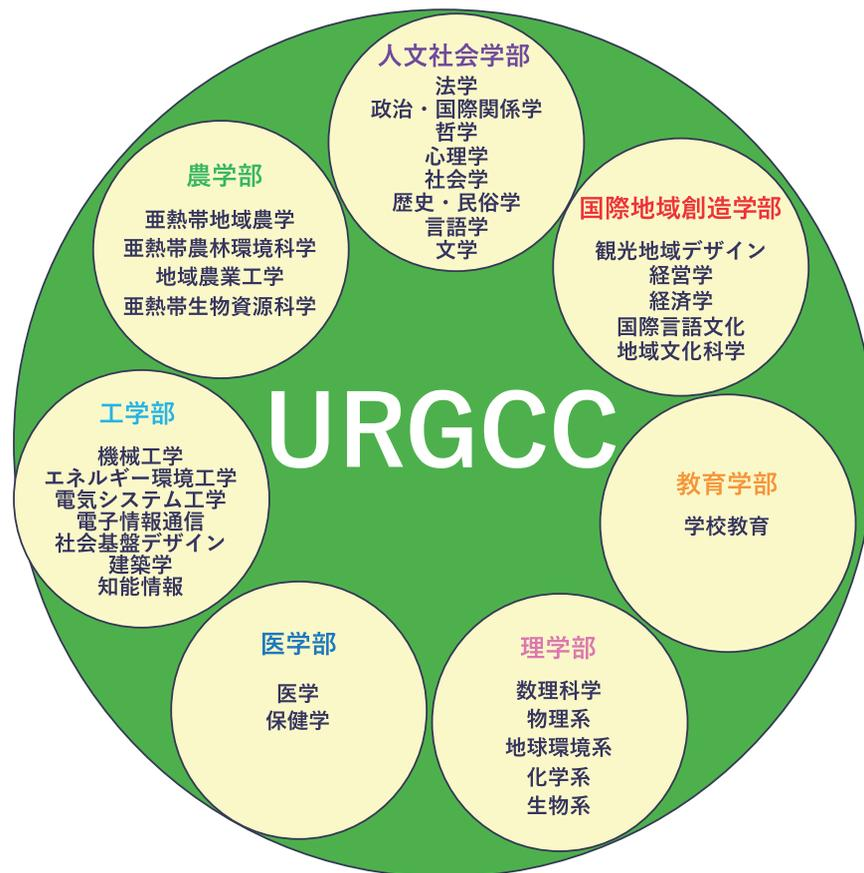 人文社会学部
法学
政治・国際関係学
哲学
心理学
社会学
歴史・民俗学
言語学
文学
国際地域創造学部
観光地域デザイン
経営学
経済学
国際言語文化
地域文化科学
教育学部
学校教育
理学部
数理科学
物理系
地球環境系
化学系
生物系
医学部
医学
保健学
工学部
機械工学
エネルギー環境工学
電気システム工学
電子情報通信
社会基盤デザイン
建築学
知能情報
農学部
亜熱帯地域農学
亜熱帯農林環境科学
地域農業工学
亜熱帯生物資源科学
URGCC